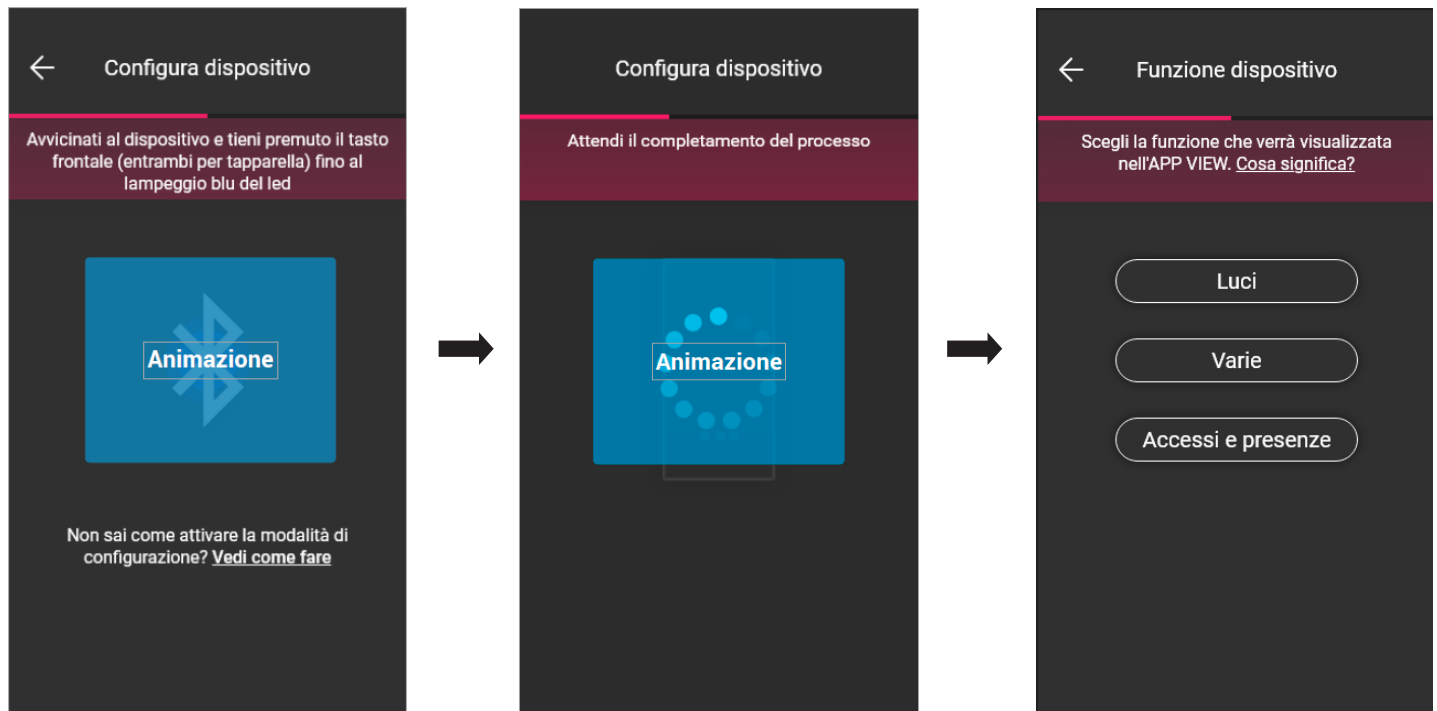 Configura dispositivo
Avvicinati al dispositivo e tieni premuto il tasto
frontale (entrambi per tapparella) fino al
lampeggio blu del led
Animazione
Non sai come attivare la modalità di
configurazione? Vedi come fare
Configura dispositivo
Attendi il completamento del processo
Animazione
Funzione dispositivo
Scegli la funzione che verrà visualizzata
nell'APP VIEW. Cosa significa?
Luci
Varie
Accessi e presenze